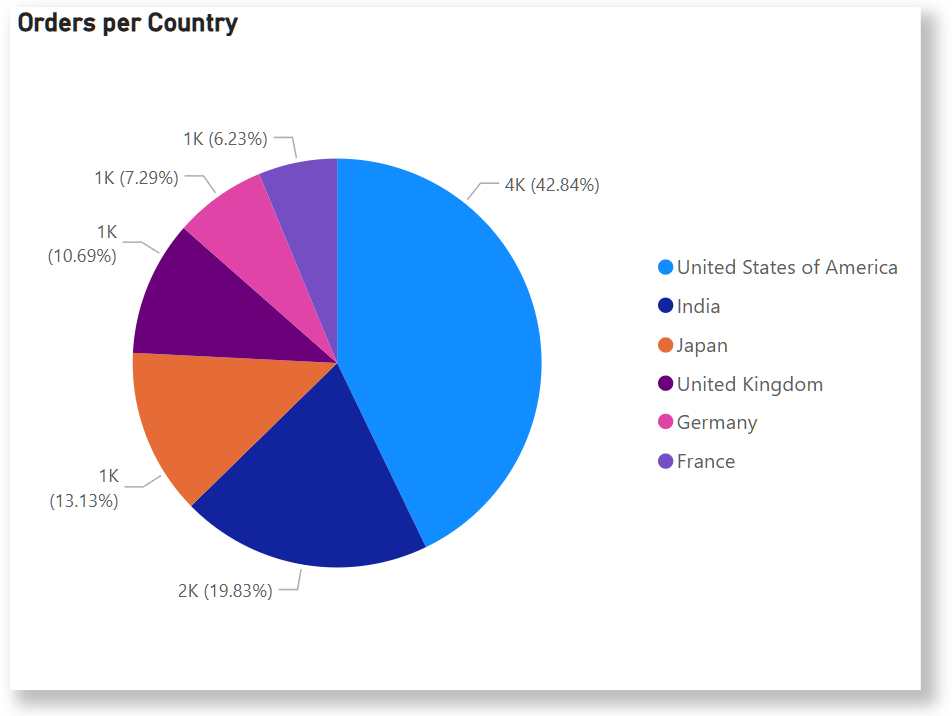 Orders per Country
1K (6.23%)
4K (42.84%)
1K (7.29%)
1K
(10.69%)
1K
(13.13%)
2K (19.83%)
United States of America
India
Japan
United Kingdom
Germany
France